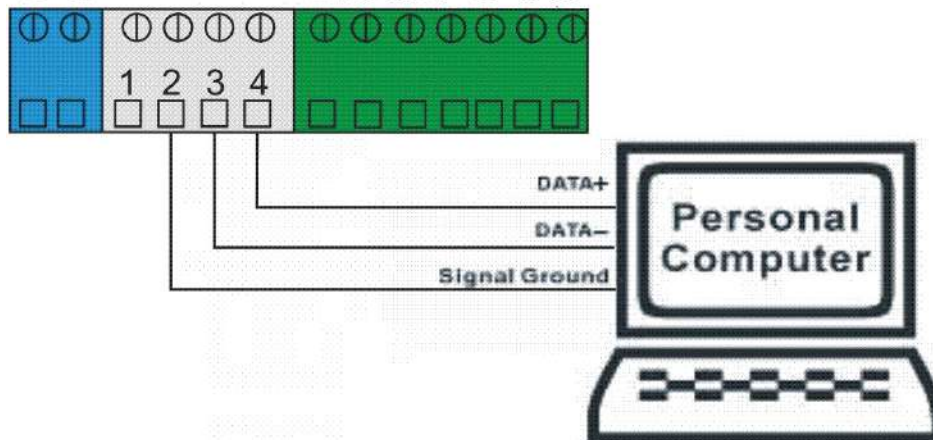 1 2 3 4
DATA+
DATA–
Signal Ground
Personal
Computer